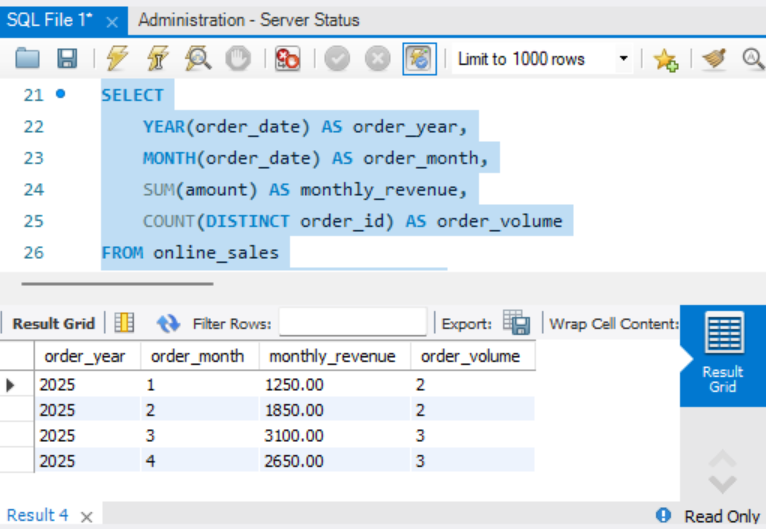 SQL File 1* × Administration - Server Status
Limit to 1000 rows
21 SELECT
22 YEAR(order_date) AS order_year,
23 MONTH(order_date) AS order_month,
24 SUM(amount) AS monthly_revenue,
25 COUNT(DISTINCT order_id) AS order_volume
26 FROM online_sales
Result Grid Filter Rows: Export: Wrap Cell Content:
Result
Grid
order_year order_month monthly_revenue order_volume
2025 1 1250.00 2
2025 2 1850.00 2
2025 3 3100.00 3
2025 4 2650.00 3
Result 4 × Read Only